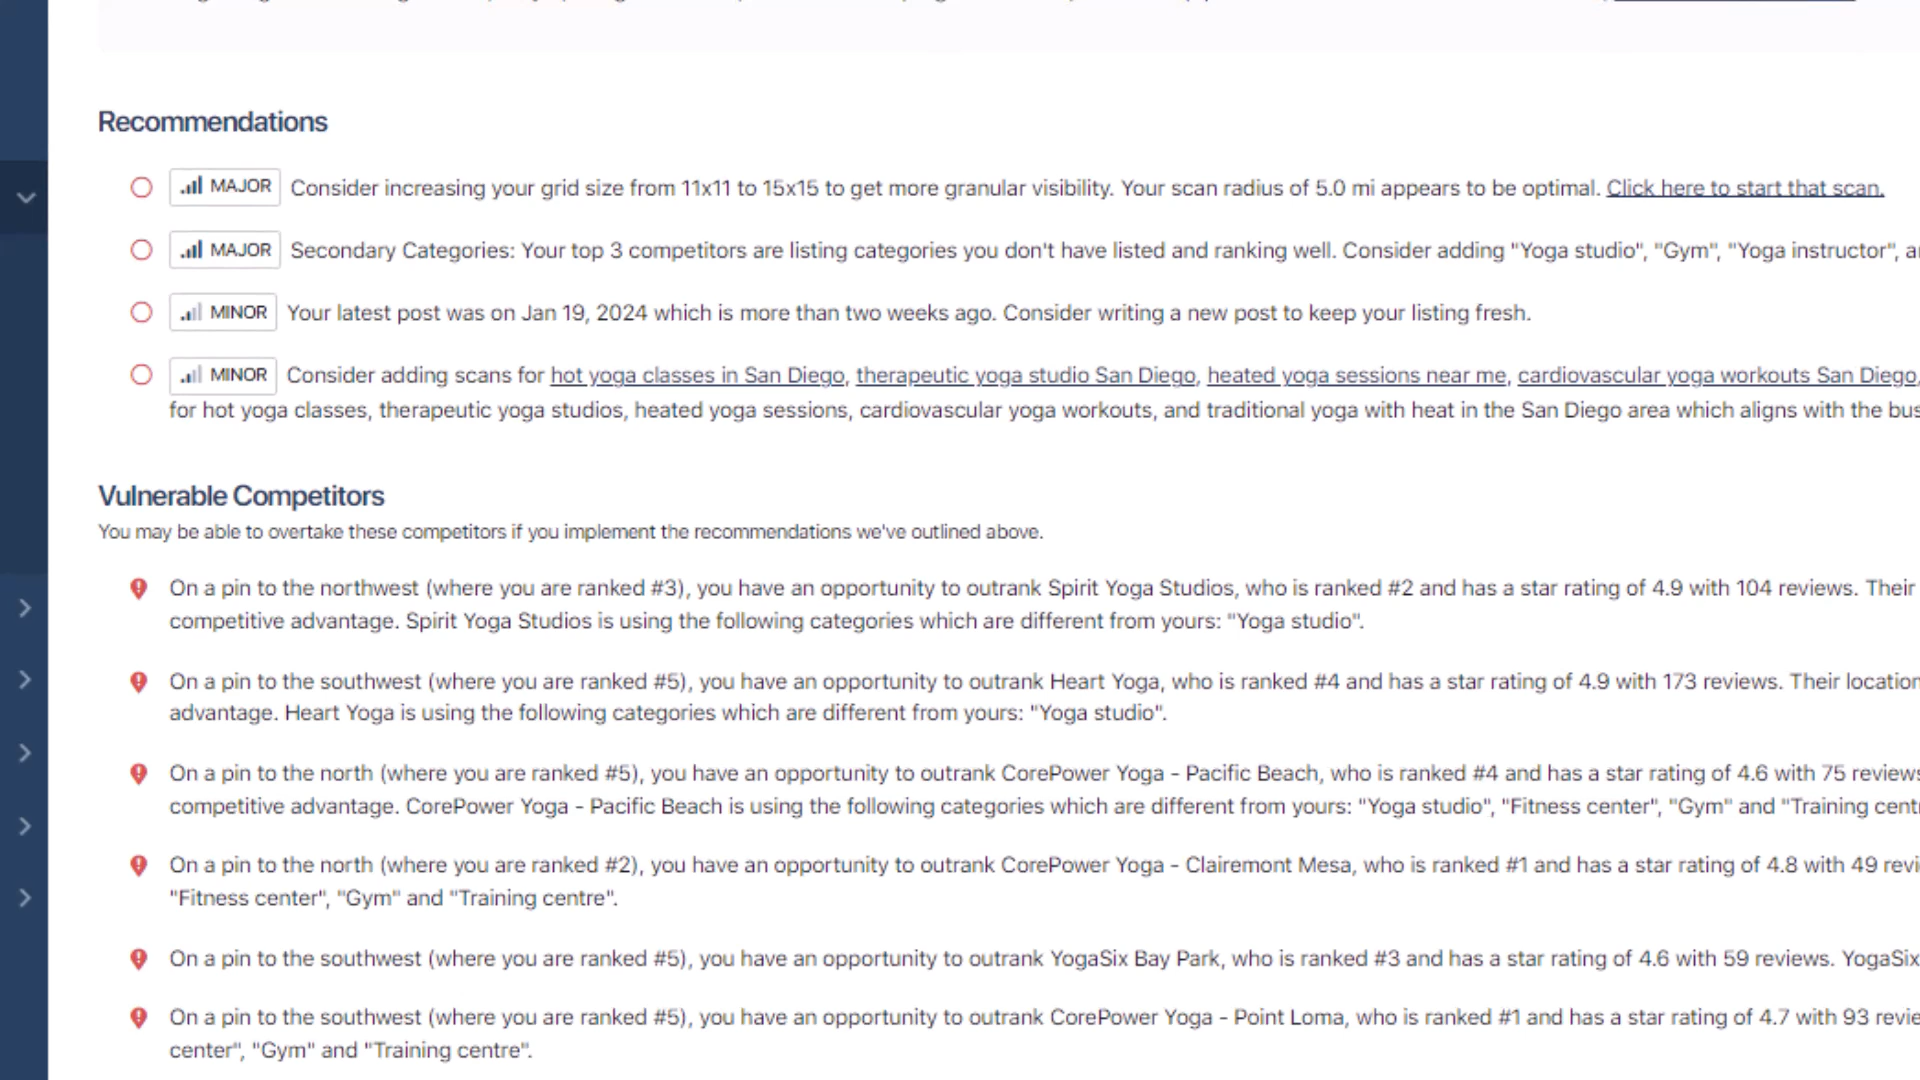 Recommendations
MAJOR Consider increasing your grid size from 11x11 to 15x15 to get more granular visibility. Your scan radius of 5.0 mi appears to be optimal. Click here to start that scan.
MAJOR Secondary Categories: Your top 3 competitors are listing categories you don't have listed and ranking well. Consider adding "Yoga studio", "Gym", "Yoga instructor",
MINOR Your latest post was on Jan 19, 2024 which is more than two weeks ago. Consider writing a new post to keep your listing fresh.
MINOR Consider adding scans for hot yoga classes in San Diego, therapeutic yoga studio San Diego, heated yoga sessions near me, cardiovascular yoga workouts San Diego,
for hot yoga classes, therapeutic yoga studios, heated yoga sessions, cardiovascular yoga workouts, and traditional yoga with heat in the San Diego area which aligns with the bus
Vulnerable Competitors
You may be able to overtake these competitors if you implement the recommendations we've outlined above.
On a pin to the northwest (where you are ranked #3), you have an opportunity to outrank Spirit Yoga Studios, who is ranked #2 and has a star rating of 4.9 with 104 reviews. Their
competitive advantage. Spirit Yoga Studios is using the following categories which are different from yours: "Yoga studio".
On a pin to the southwest (where you are ranked #5), you have an opportunity to outrank Heart Yoga, who is ranked #4 and has a star rating of 4.9 with 173 reviews. Their location
advantage. Heart Yoga is using the following categories which are different from yours: "Yoga studio".
On a pin to the north (where you are ranked #5), you have an opportunity to outrank CorePower Yoga - Pacific Beach, who is ranked #4 and has a star rating of 4.6 with 75 reviews
competitive advantage. CorePower Yoga - Pacific Beach is using the following categories which are different from yours: "Yoga studio", "Fitness center", "Gym" and "Training cent
On a pin to the north (where you are ranked #2), you have an opportunity to outrank CorePower Yoga - Clairemont Mesa, who is ranked #1 and has a star rating of 4.8 with 49 revi
"Fitness center", "Gym" and "Training centre".
On a pin to the southwest (where you are ranked #5), you have an opportunity to outrank YogaSix Bay Park, who is ranked #3 and has a star rating of 4.6 with 59 reviews. YogaSix
On a pin to the southwest (where you are ranked #5), you have an opportunity to outrank CorePower Yoga - Point Loma, who is ranked #1 and has a star rating of 4.7 with 93 revie
center", "Gym" and "Training centre".